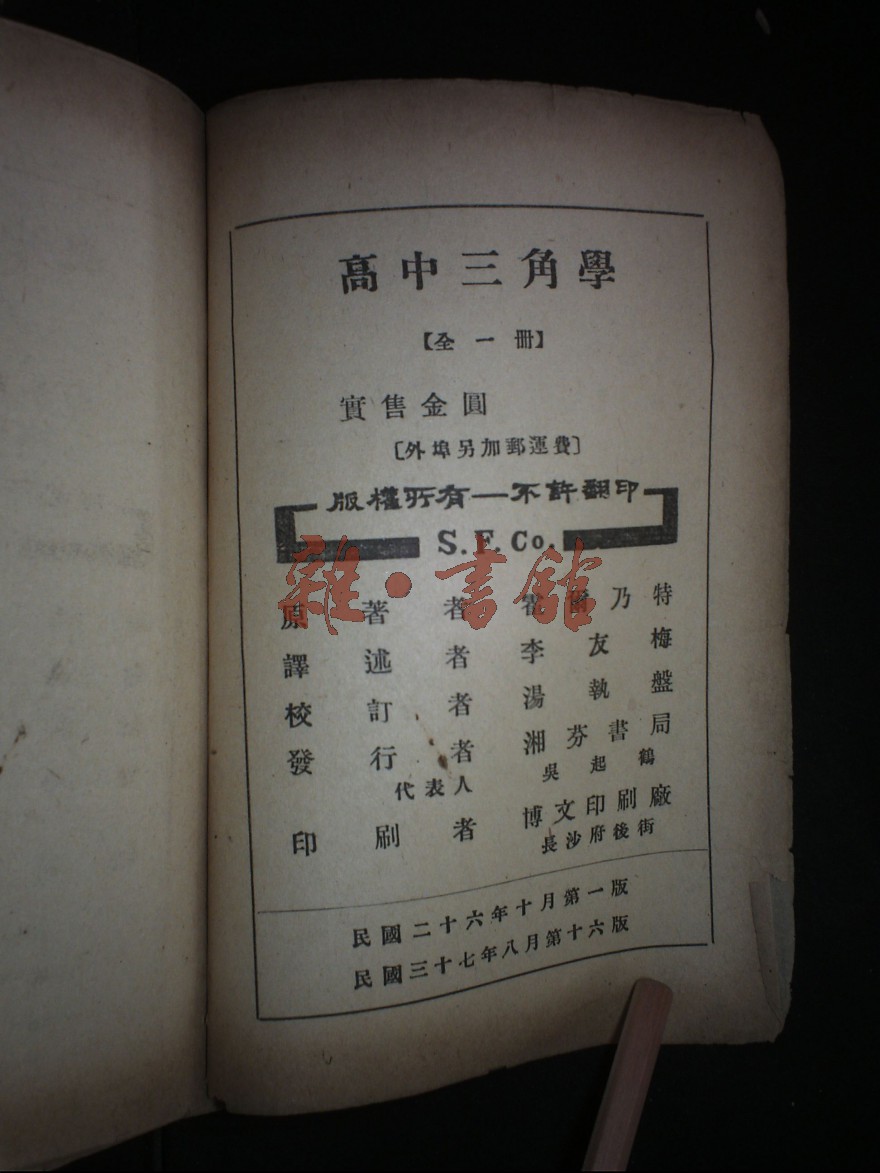 高中三角學
【全一冊】
實售金圓
〔外埠另加郵運費〕
版權所有—不許翻印
S.F.Co.
雜·書館
原著者 霍爾乃特
譯述者 李友梅
校訂者 湯執盤
發行者 湘芬書局
代表人 吳起鶴
印刷者 博文印刷廠
長沙府後街
民國二十六年十月第一版
民國三十七年八月第十六版